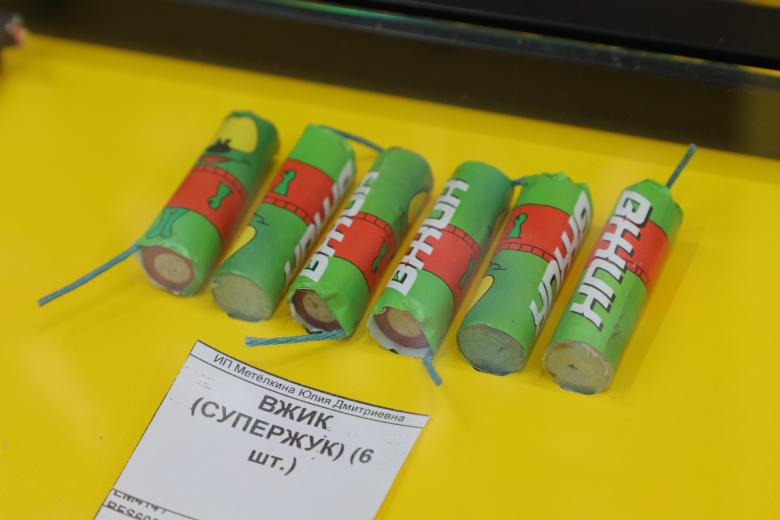 ВЖИК
ВЖИК
ВЖИК
ВЖИК
ВЖИК
ИП Метёлкина Юлия Дмитриевна
ВЖИК
(СУПЕРЖУК) (6
шт.)